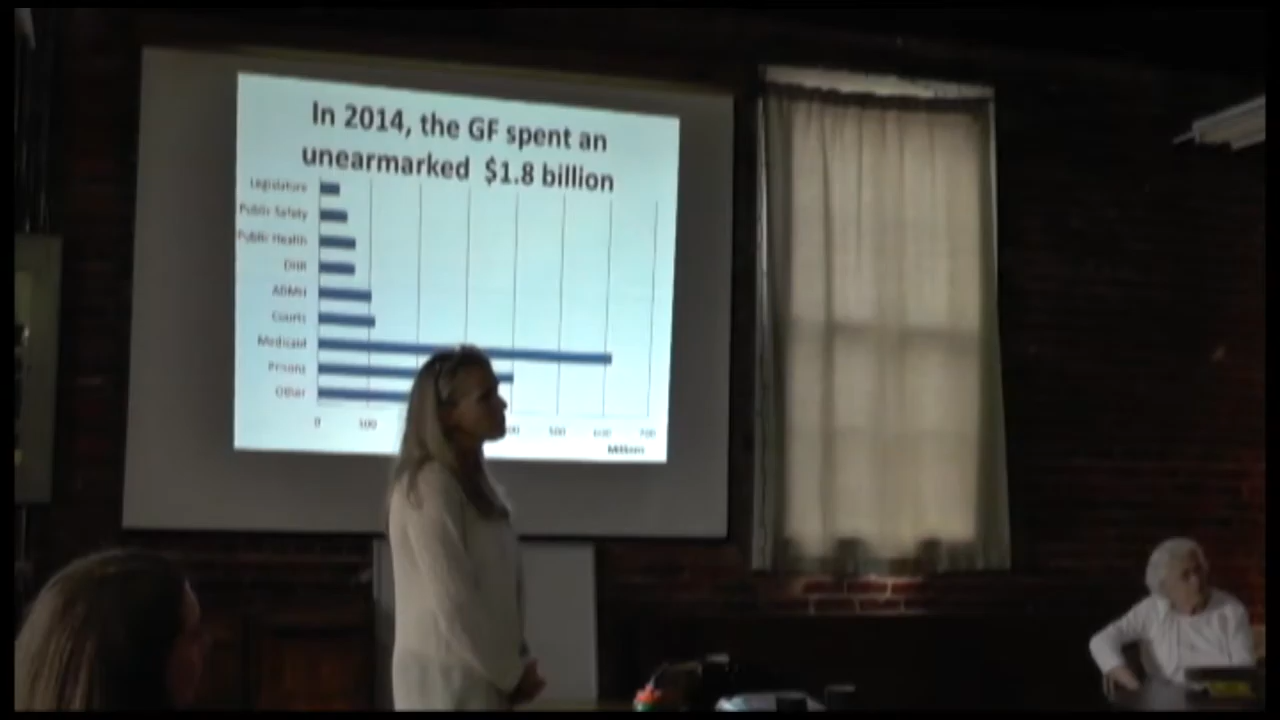 In 2014, the GF spent an
unearmarked $1.8 billion
Legislature
Public Safety
Public Health
DHR
ADMH
Courts
Medicaid
Prisons
Other
0 100 500 600 700
Millions